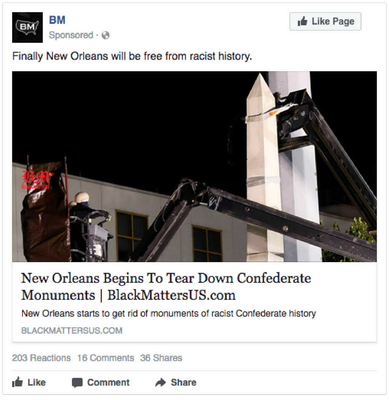 BM
BM
Like Page
Sponsored ·
Finally New Orleans will be free from racist history.
BM
New Orleans Begins To Tear Down Confederate
Monuments | BlackMattersUS.com
New Orleans starts to get rid of monuments of racist Confederate history
BLACKMATTERSUS.COM
203 Reactions 16 Comments 36 Shares
Like Comment Share